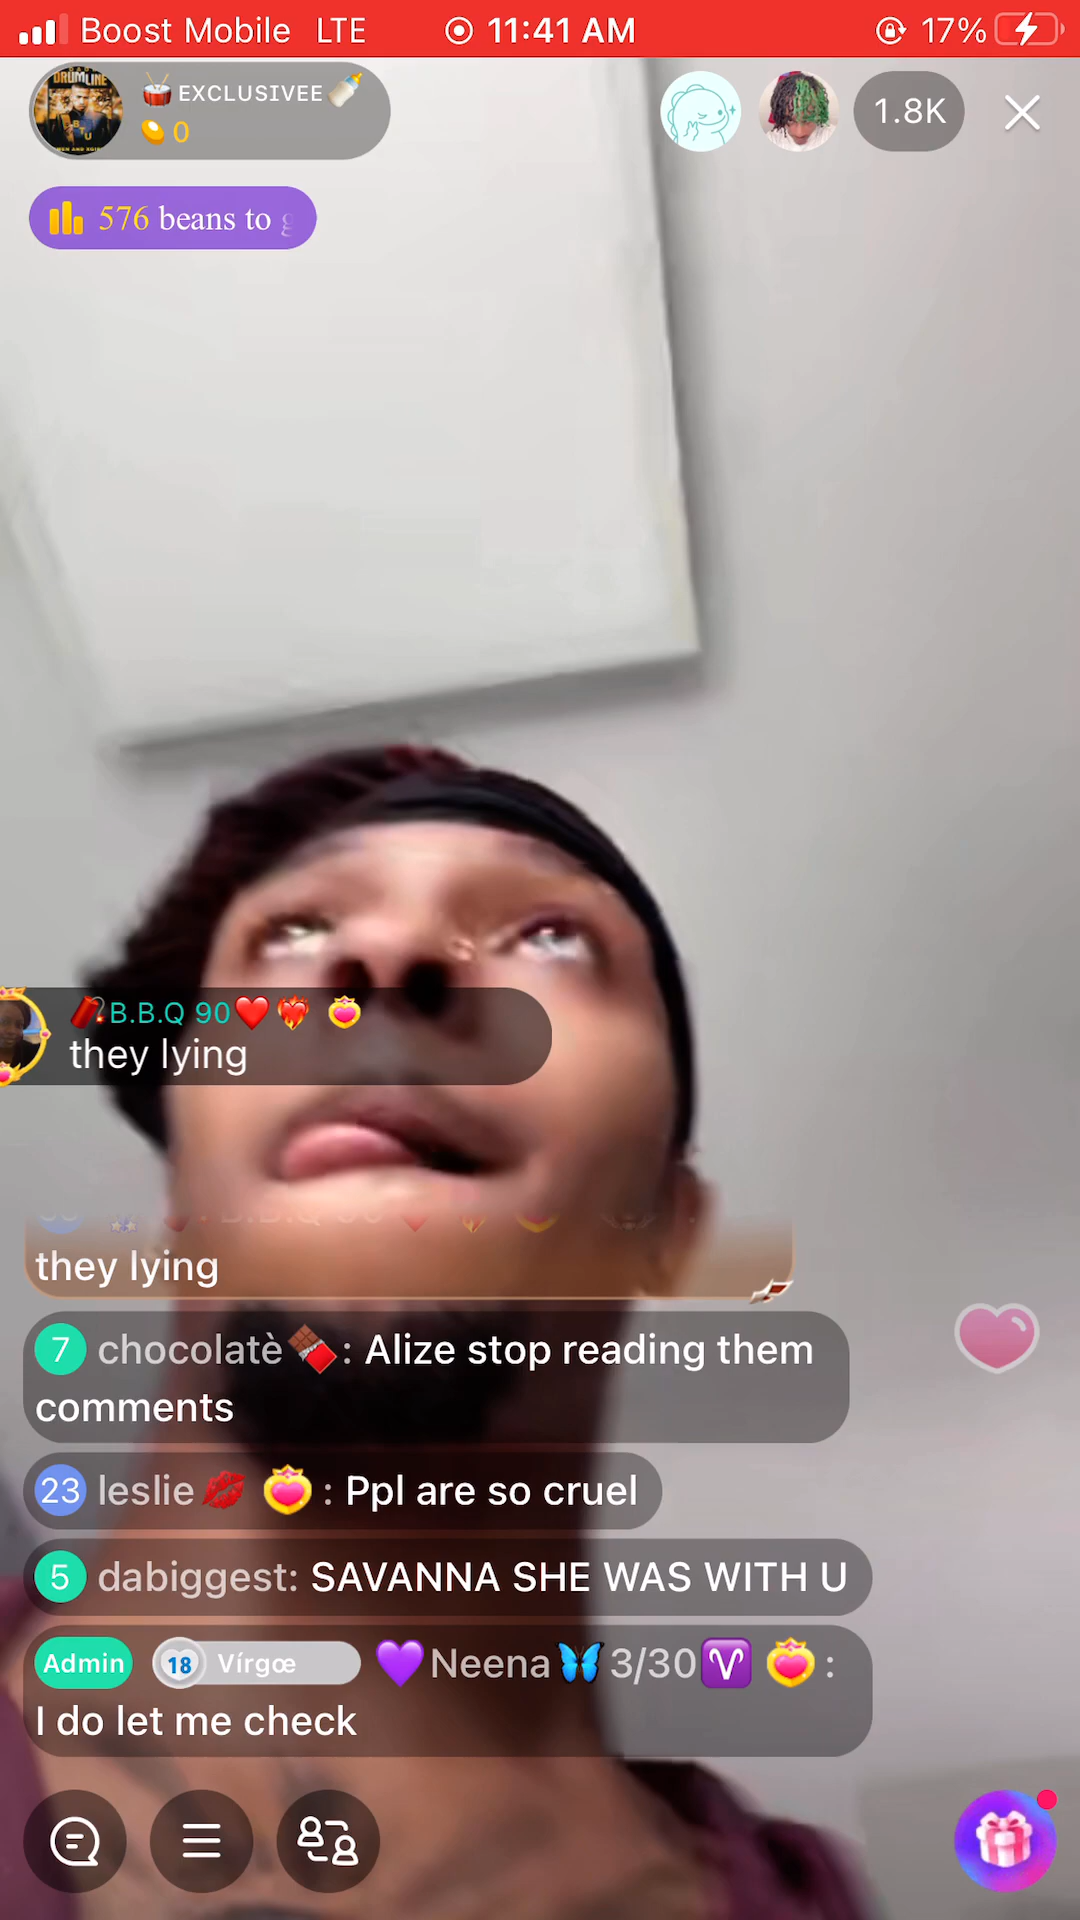 Boost Mobile LTE 11:41 AM 17%
DRUMLINE
🥁 EXCLUSIVEE🍼
0
1.8K
576 beans to
🧨B.B.Q 90❤️❤️‍🔥
they lying
they lying
7 chocolatè🍫: Alize stop reading them
comments
23 leslie💋 : Ppl are so cruel
5 dabiggest: SAVANNA SHE WAS WITH U
Admin 18 Vírgœ 💜Neena🦋3/30♈ :
I do let me check